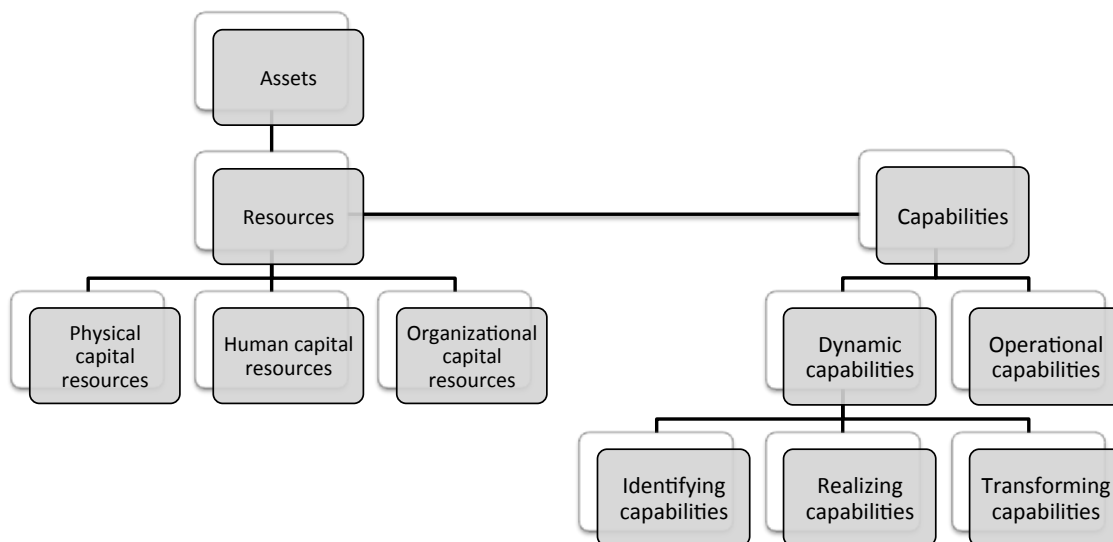 Assets
Resources
Capabilities
Physical
capital
resources
Human capital
resources
Organizational
capital
resources
Dynamic
capabilities
Operational
capabilities
Identifying
capabilities
Realizing
capabilities
Transforming
capabilities